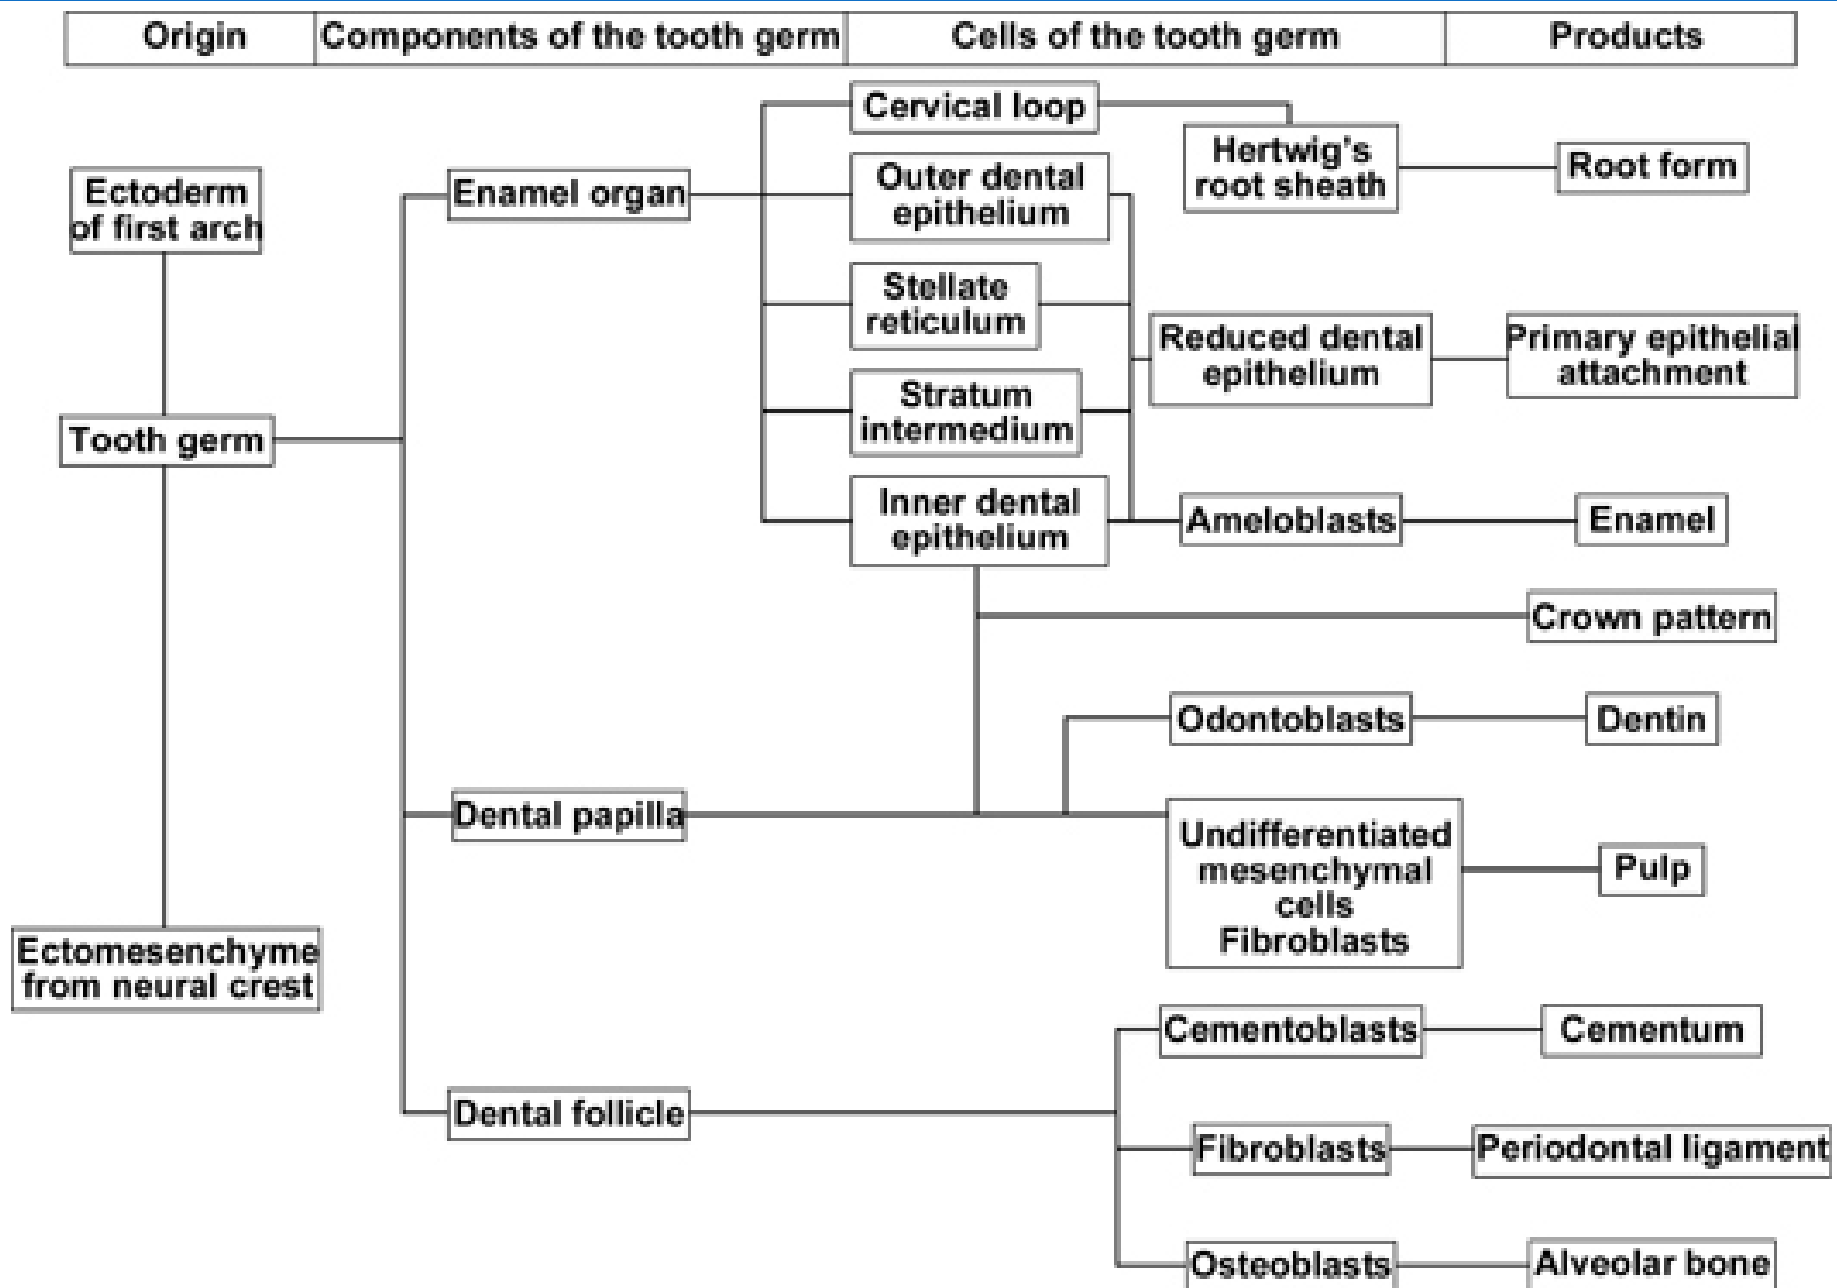 Origin
Components of the tooth germ
Cells of the tooth germ
Products
Cervical loop
Hertwig's
root sheath
Root form
Ectoderm
of first arch
Enamel organ
Outer dental
epithelium
Stellate
reticulum
Reduced dental
epithelium
Primary epithelial
attachment
Stratum
intermedium
Tooth germ
Inner dental
epithelium
Ameloblasts
Enamel
Crown pattern
Odontoblasts
Dentin
Dental papilla
Undifferentiated
mesenchymal
cells
Fibroblasts
Pulp
Ectomesenchyme
from neural crest
Cementoblasts
Cementum
Dental follicle
Fibroblasts
Periodontal ligament
Osteoblasts
Alveolar bone